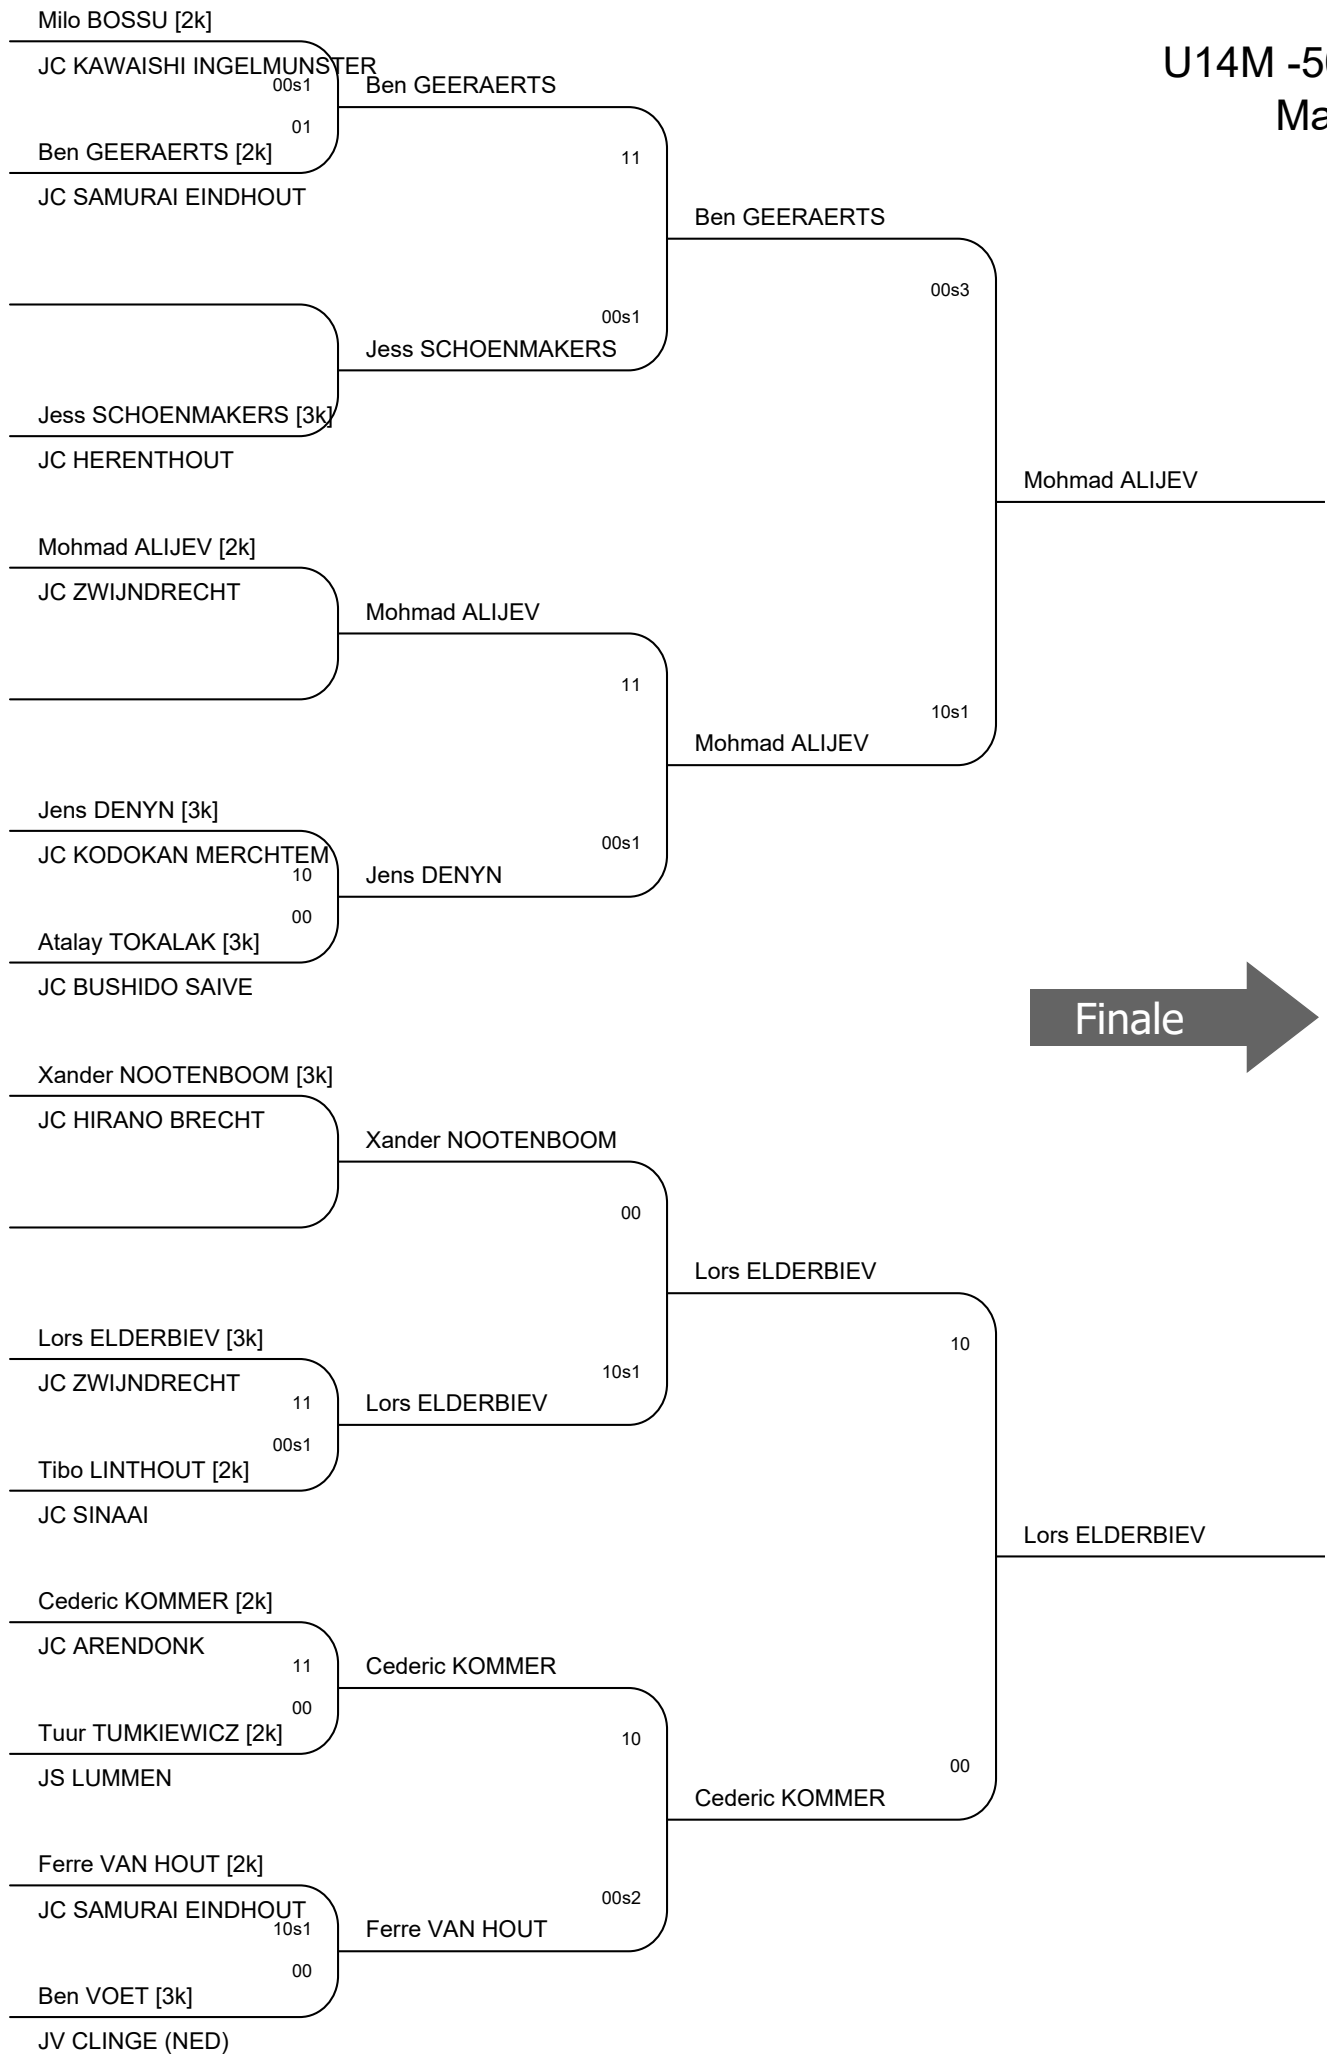 Milo BOSSU [2k]
JC KAWAISHI INGELMUNSTER
00s1
Ben GEERAERTS
01
Ben GEERAERTS [2k]
JC SAMURAI EINDHOUT
11
Ben GEERAERTS
00s3
00s1
Jess SCHOENMAKERS
Jess SCHOENMAKERS [3k]
JC HERENTHOUT
Mohmad ALIJEV
Mohmad ALIJEV [2k]
JC ZWIJNDRECHT
Mohmad ALIJEV
11
10s1
Mohmad ALIJEV
Jens DENYN [3k]
JC KODOKAN MERCHTEM
00s1
10
Jens DENYN
00
Atalay TOKALAK [3k]
JC BUSHIDO SAIVE
Finale
Xander NOOTENBOOM [3k]
JC HIRANO BRECHT
Xander NOOTENBOOM
00
Lors ELDERBIEV
Lors ELDERBIEV [3k]
10
JC ZWIJNDRECHT
10s1
11
Lors ELDERBIEV
00s1
Tibo LINTHOUT [2k]
JC SINAAI
Lors ELDERBIEV
Cederic KOMMER [2k]
JC ARENDONK
11
Cederic KOMMER
00
Tuur TUMKIEWICZ [2k]
10
JS LUMMEN
00
Cederic KOMMER
Ferre VAN HOUT [2k]
JC SAMURAI EINDHOUT
00s2
10s1
Ferre VAN HOUT
00
Ben VOET [3k]
JV CLINGE (NED)
U14M -50
Ma